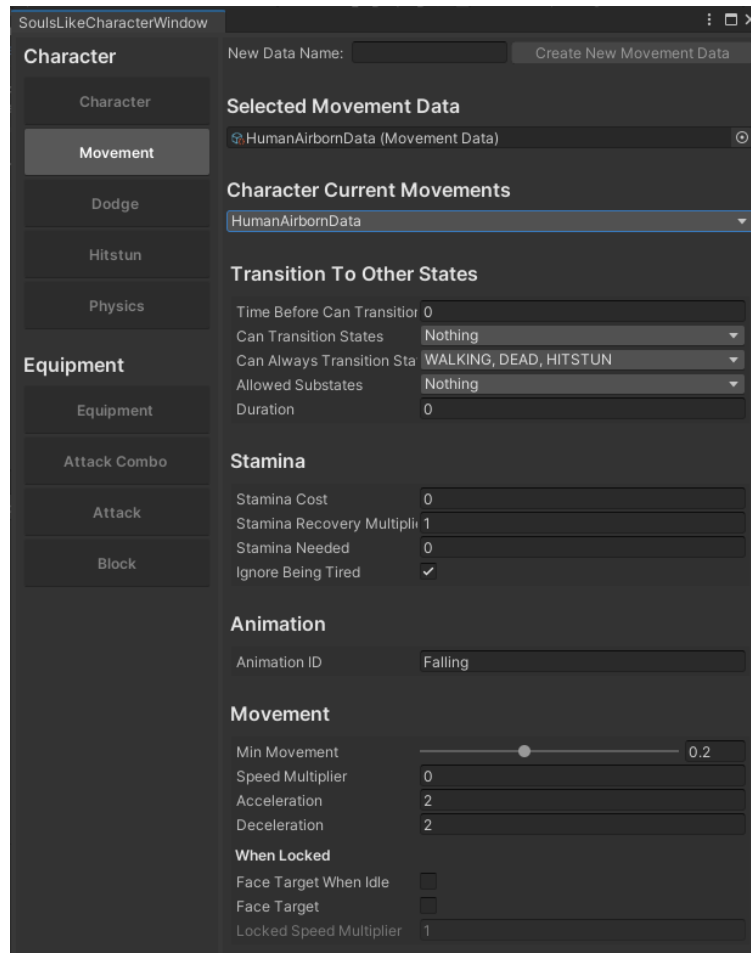 SoulsLikeCharacterWindow
Character
Character
Movement
Dodge
Hitstun
Physics
Equipment
Equipment
Attack Combo
Attack
Block
New Data Name:
Create New Movement Data
Selected Movement Data
HumanAirbornData (Movement Data)
Character Current Movements
HumanAirbornData
Transition To Other States
Time Before Can Transition 0
Can Transition States Nothing
Can Always Transition Sta WALKING, DEAD, HITSTUN
Allowed Substates Nothing
Duration 0
Stamina
Stamina Cost 0
Stamina Recovery Multipli 1
Stamina Needed 0
Ignore Being Tired
Animation
Animation ID Falling
Movement
Min Movement 0.2
Speed Multiplier 0
Acceleration 2
Deceleration 2
When Locked
Face Target When Idle
Face Target
Locked Speed Multiplier 1